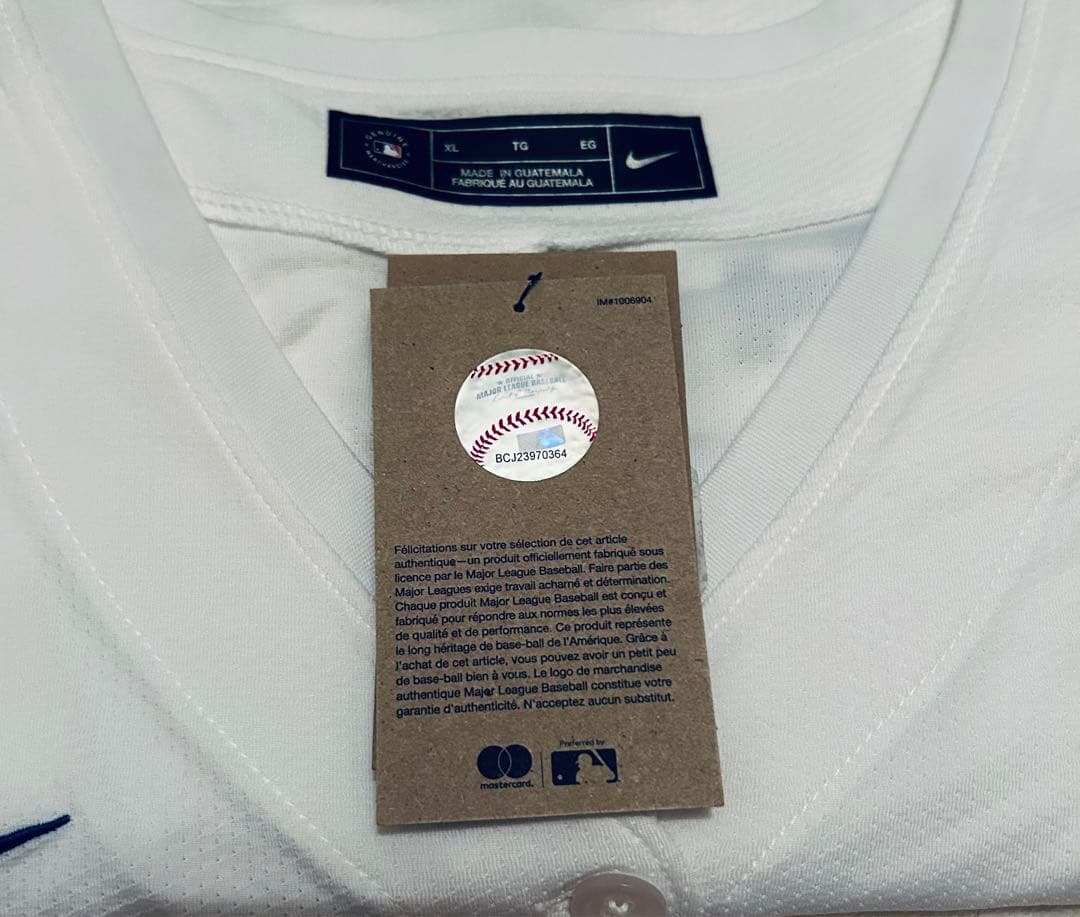 GENUINE
MERCHANDISE
XL TG EG
MADE IN GUATEMALA
FABRIQUÉ AU GUATEMALA
IM#1006904
OFFICIAL
MAJOR LEAGUE BASEBALL
BCJ23970364
Félicitations sur votre sélection de cet article
authentique—un produit officiellement fabriqué sous
licence par le Major League Baseball. Faire partie des
Major Leagues exige travail acharné et détermination.
Chaque produit Major League Baseball est conçu et
fabriqué pour répondre aux normes les plus élevées
de qualité et de performance. Ce produit représente
le long héritage de base-ball de l'Amérique. Grâce à
l'achat de cet article, vous pouvez avoir un petit peu
de base-ball bien à vous. Le logo de marchandise
authentique Major League Baseball constitue votre
garantie d'authenticité. N'acceptez aucun substitut.
mastercard.
Preferred by